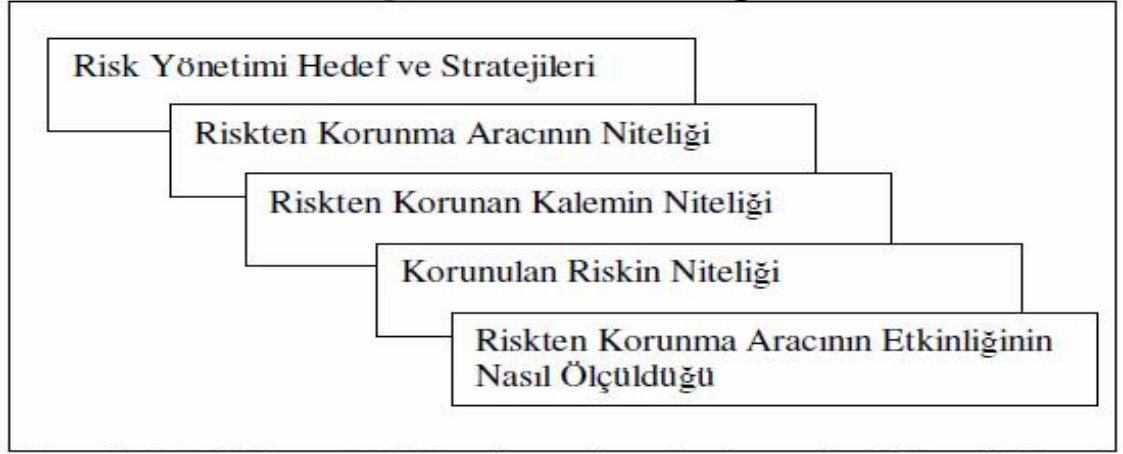 Risk Yönetimi Hedef ve Stratejileri
Riskten Korunma Aracının Niteliği
Riskten Korunan Kalemin Niteliği
Korunulan Riskin Niteliği
Riskten Korunma Aracının Etkinliğinin
Nasıl Ölçüldüğü